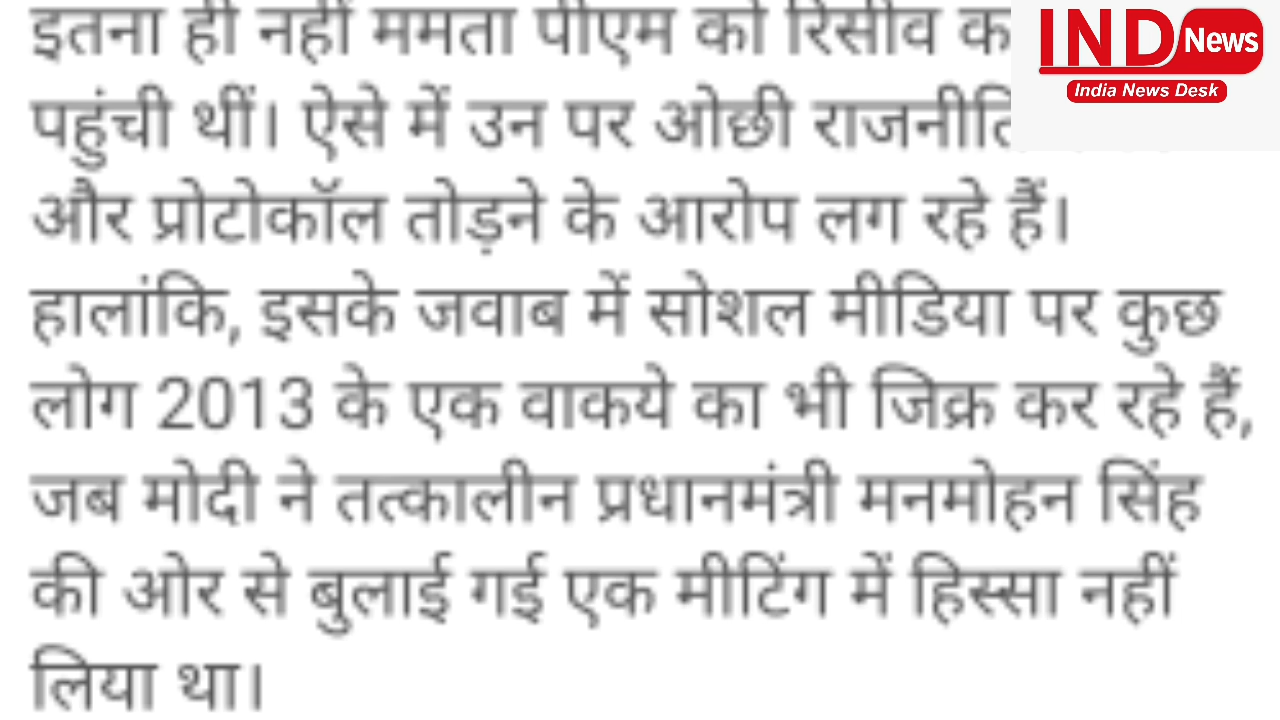 इतना ही नहीं ममता पीएम को रिसीव
IND News
India News Desk
पहुंची थीं। ऐसे में उन पर ओछी
और प्रोटोकॉल तोड़ने के आरोप लग रहे हैं।
हालांकि, इसके जवाब में सोशल मीडिया पर कुछ
लोग 2013 के एक वाकये का भी जिक्र कर रहे हैं,
जब मोदी ने तत्कालीन प्रधानमंत्री मनमोहन सिंह
की ओर से बुलाई गई एक मीटिंग में हिस्सा नहीं
लिया था।